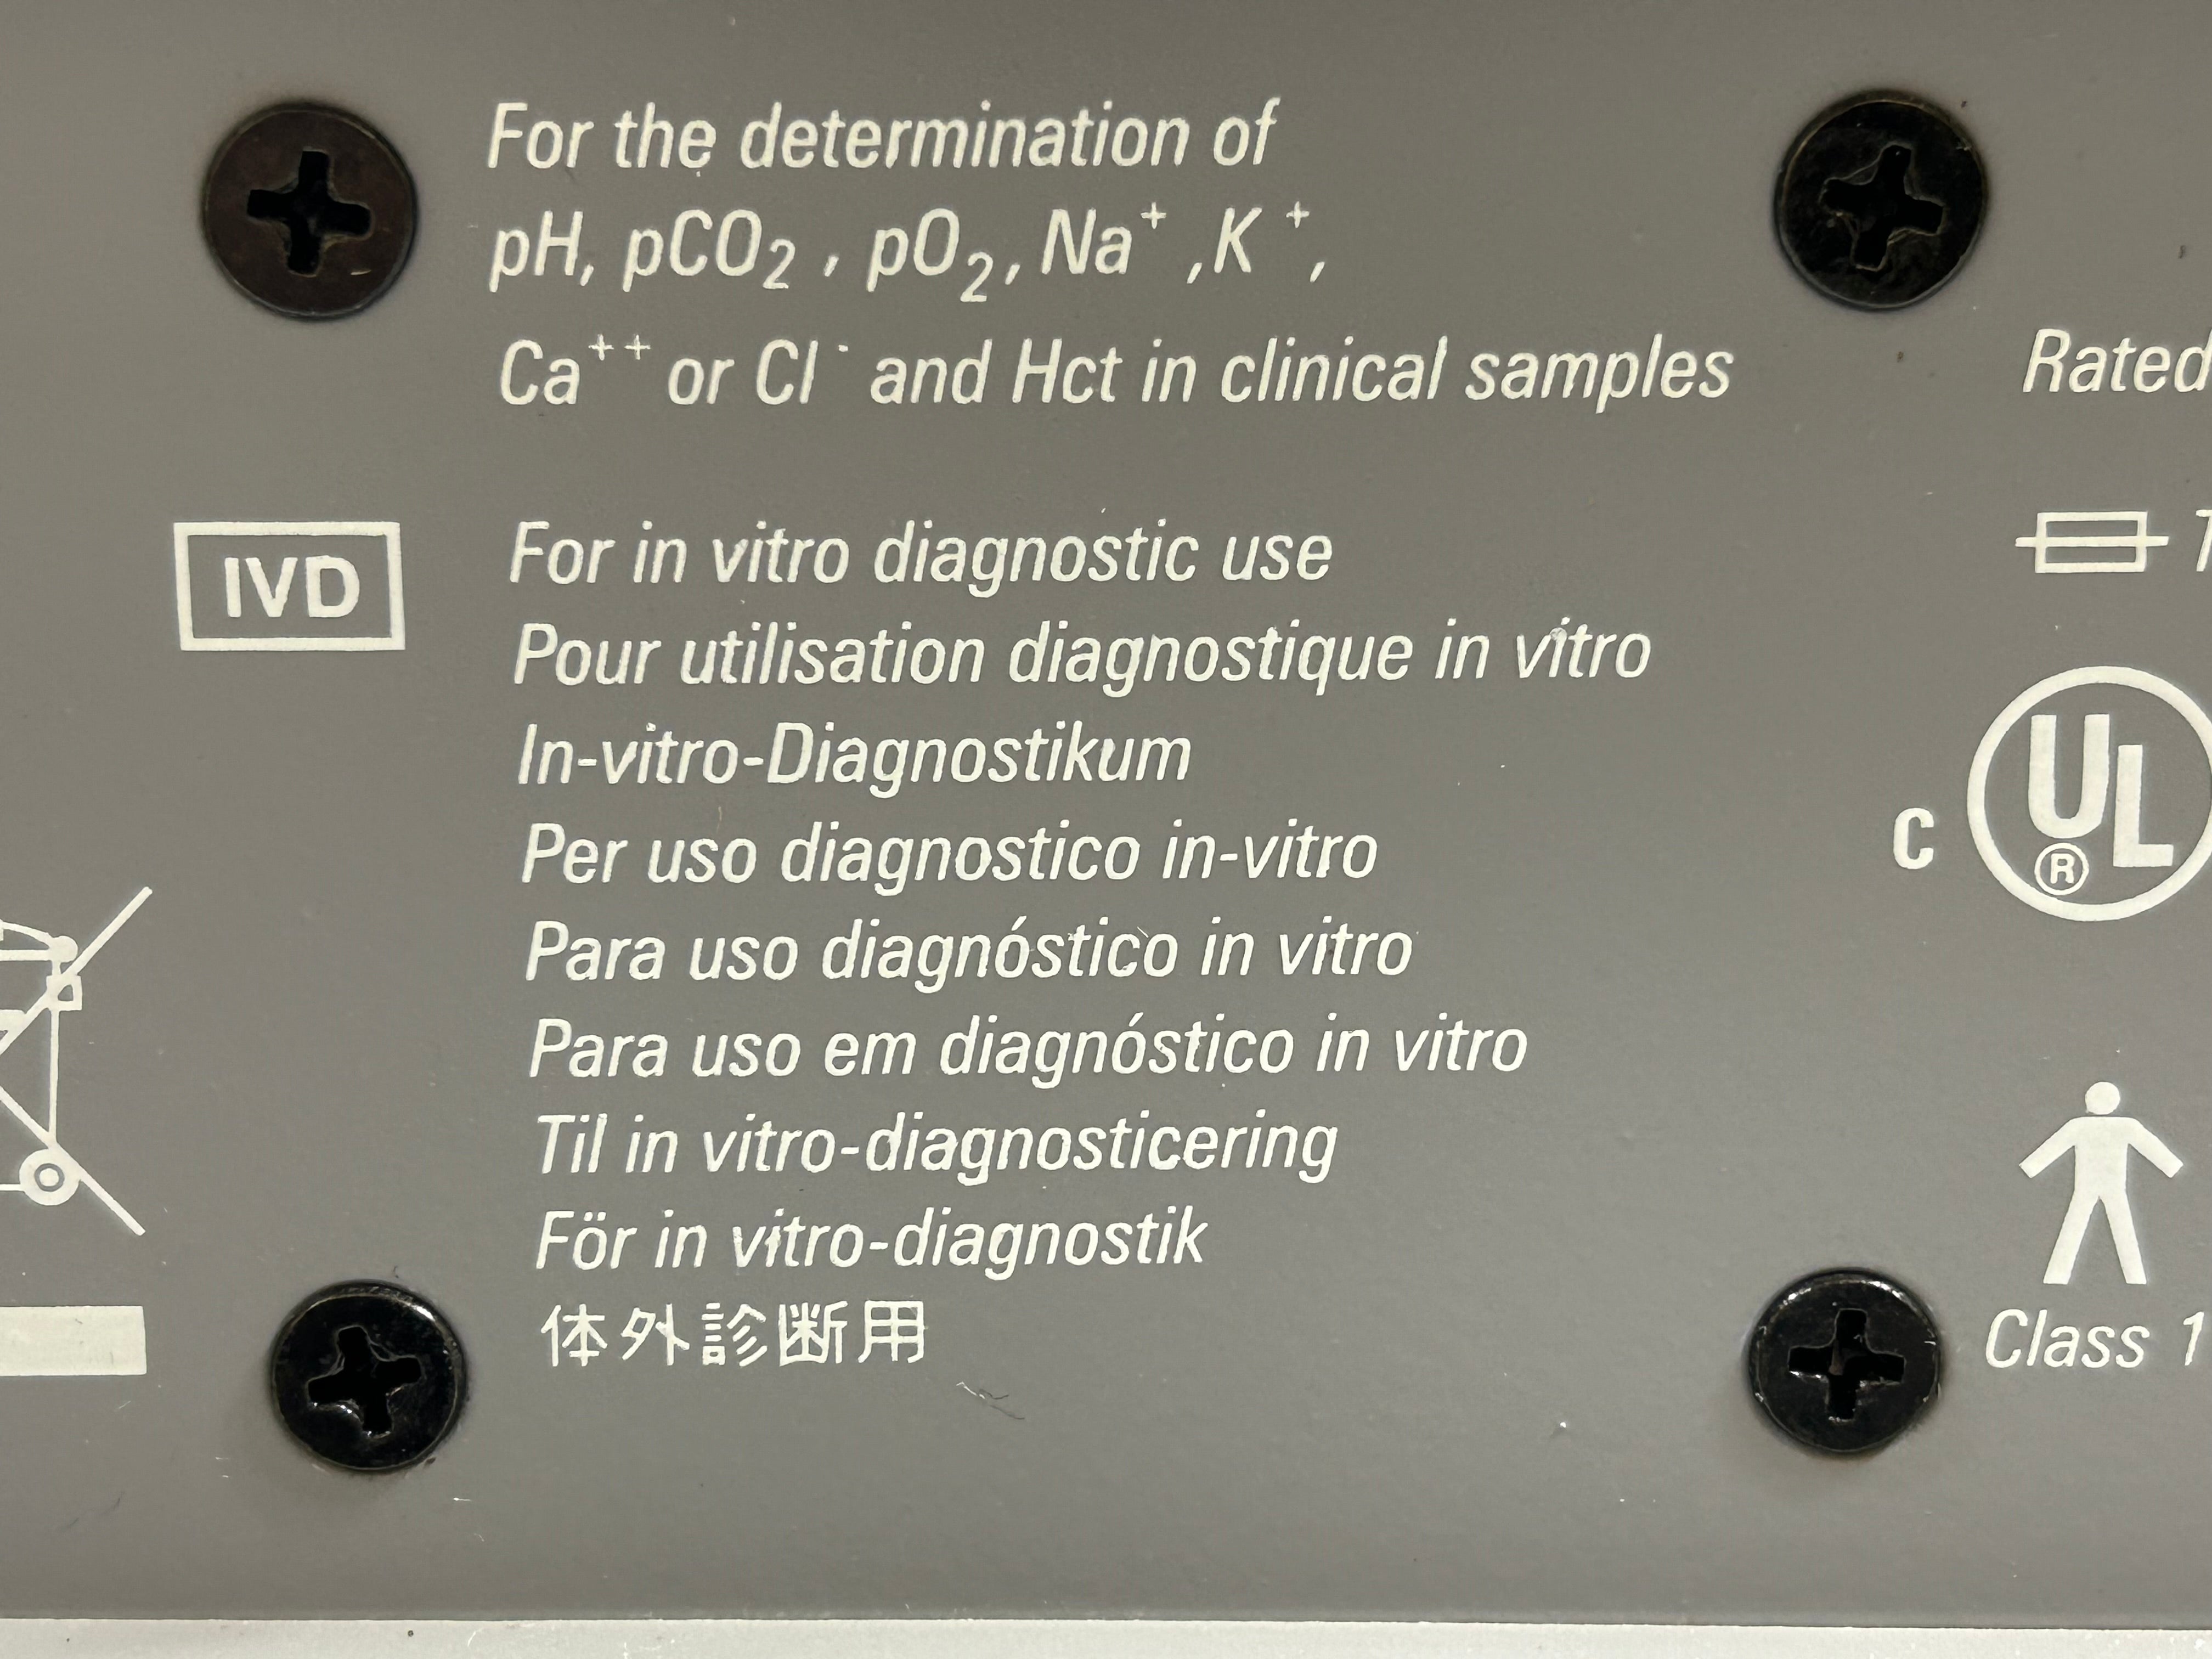 For the determination of
pH, pCO₂ , pO₂, Na⁺ ,K ⁺,
Ca⁺⁺ or Cl⁻ and Hct in clinical samples
Rated
IVD
For in vitro diagnostic use
Pour utilisation diagnostique in vitro
In-vitro-Diagnostikum
Per uso diagnostico in-vitro
Para uso diagnóstico in vitro
Para uso em diagnóstico in vitro
Til in vitro-diagnosticering
För in vitro-diagnostik
体外診断用
C UL ®
Class 1